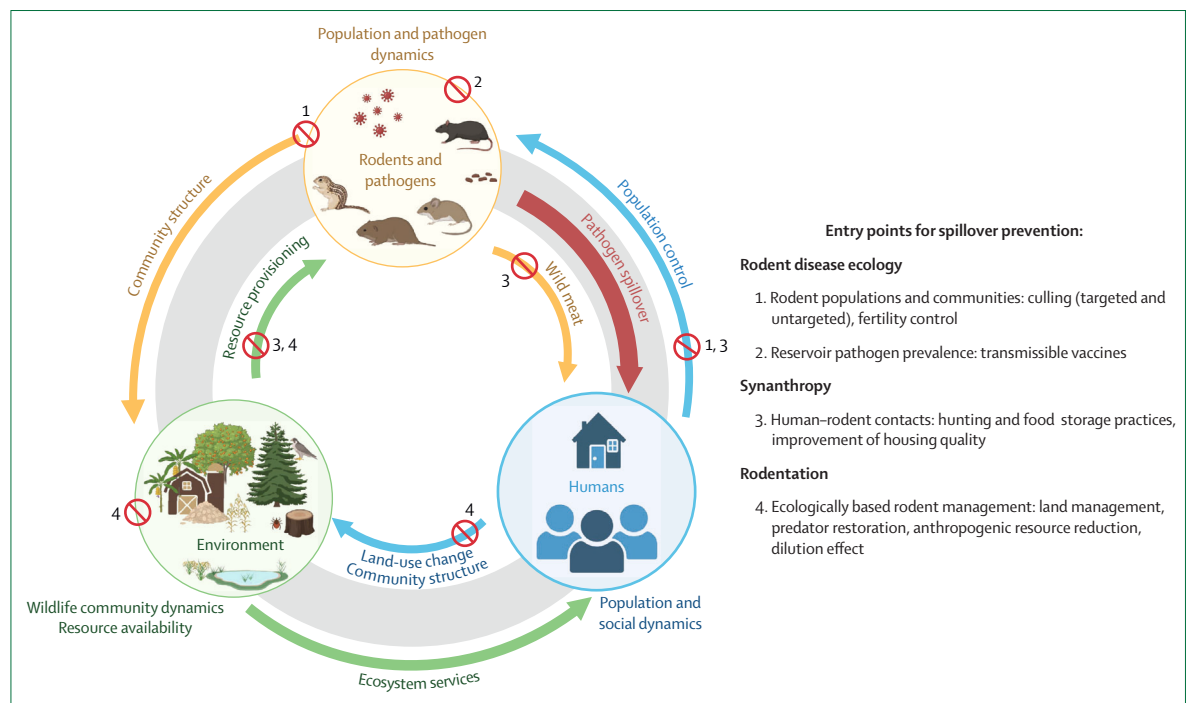 Population and pathogen
dynamics
2
1
Rodents and
pathogens
Community structure
Resource provisioning
3, 4
3
Wild meat
Pathogen spillover
Population control
1, 3
4
Environment
Wildlife community dynamics
Resource availability
4
Land-use change
Community structure
Humans
Population and
social dynamics
Ecosystem services
Entry points for spillover prevention:
Rodent disease ecology
1. Rodent populations and communities: culling (targeted and
untargeted), fertility control
2. Reservoir pathogen prevalence: transmissible vaccines
Synanthropy
3. Human–rodent contacts: hunting and food storage practices,
improvement of housing quality
Rodentation
4. Ecologically based rodent management: land management,
predator restoration, anthropogenic resource reduction,
dilution effect